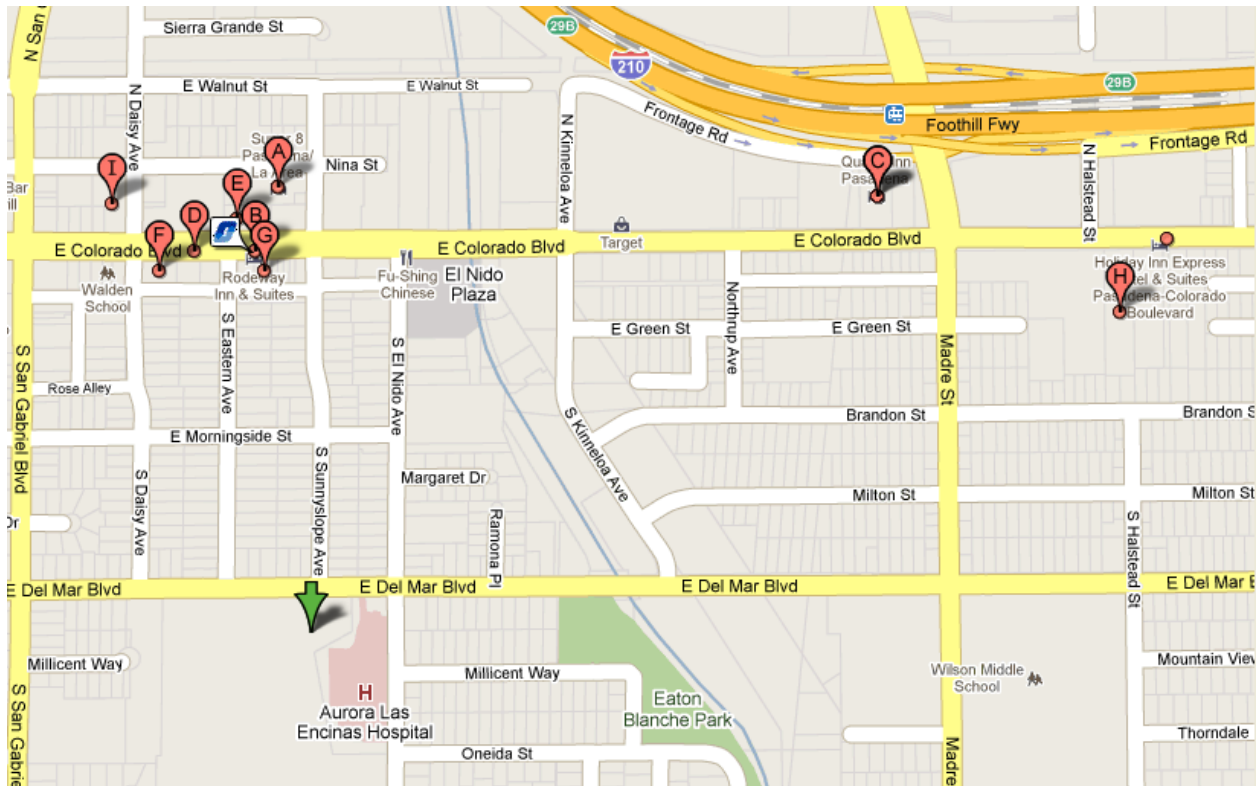 N San G
Sierra Grande St
29B
210
E Walnut St
E Walnut St
29B
N Daisy Ave
N Kinneloa Ave
Frontage Rd
Foothill Fwy
Frontage Rd
Super 8
Pasadena/
La Area
A
Nina St
I
E
C
Quality Inn
Pasadena
N Halstead St
Bar
ill
F
D
B
G
E Colorado Blvd
E Colorado Blvd
Target
E Colorado Blvd
Walden
School
Rodeway
Inn & Suites
Fu-Shing
Chinese
El Nido
Plaza
Holiday Inn Express
Hotel & Suites
Pasadena-Colorado
Boulevard
H
S Eastern Ave
Northrup Ave
E Green St
E Green St
S San Gabriel Blvd
S El Nido Ave
Madre St
Rose Alley
Brandon St
Brandon S
E Morningside St
S Kinneloa Ave
S Daisy Ave
S Sunnyslope Ave
Margaret Dr
Milton St
Milton St
Dr
Ramona Pl
S Halstead St
E Del Mar Blvd
E Del Mar Blvd
E Del Mar Blvd
E Del Mar B
Millicent Way
Millicent Way
Wilson Middle
School
Mountain View
S San Gabrie
H
Aurora Las
Encinas Hospital
Eaton
Blanche Park
Oneida St
Madre
Thorndale